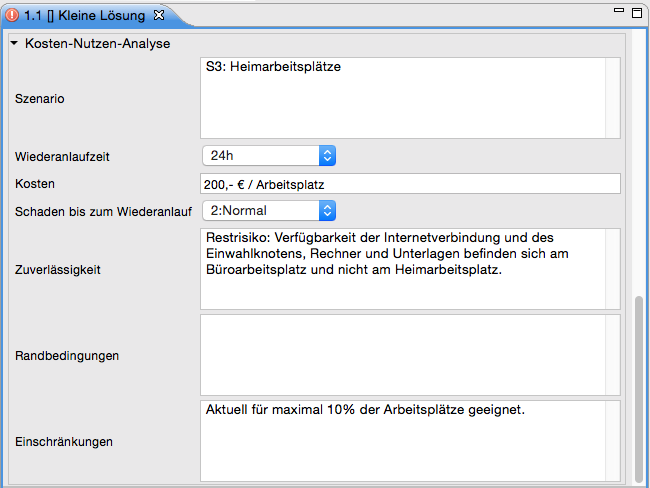 1.1 [] Kleine Lösung
Kosten-Nutzen-Analyse
Szenario
S3: Heimarbeitsplätze
Wiederanlaufzeit
24h
Kosten
200,- € / Arbeitsplatz
Schaden bis zum Wiederanlauf
2:Normal
Zuverlässigkeit
Restrisiko: Verfügbarkeit der Internetverbindung und des
Einwahlknotens, Rechner und Unterlagen befinden sich am
Büroarbeitsplatz und nicht am Heimarbeitsplatz.
Randbedingungen
Einschränkungen
Aktuell für maximal 10% der Arbeitsplätze geeignet.